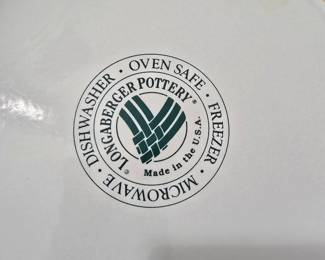 DISHWASHER · OVEN SAFE · FREEZER · MICROWAVE ·
LONGABERGER POTTERY®
Made in the U.S.A.
®